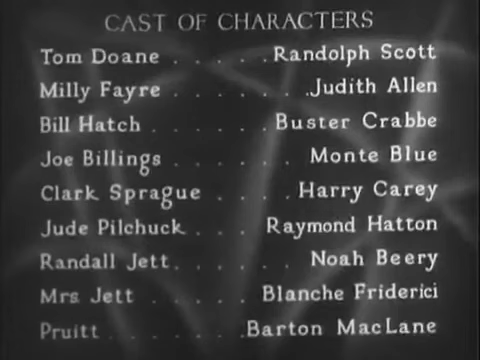 CAST OF CHARACTERS
Tom Doane . . . . . Randolph Scott
Milly Fayre . . . . . . .Judith Allen
Bill Hatch . . . . . . Buster Crabbe
Joe Billings . . . . . . Monte Blue
Clark Sprague . . . . Harry Carey
Jude Pilchuck . . . Raymond Hatton
Randall Jett. . . . . . Noah Beery
Mrs Jett . . . . . Blanche Friderici
Pruitt . . . . . . .Barton MacLane